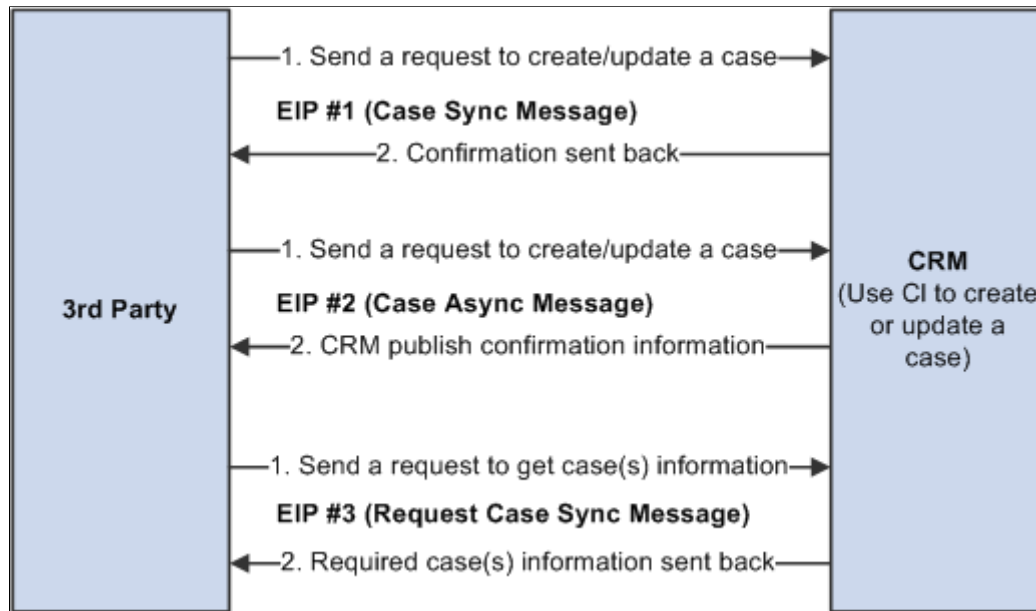 1. Send a request to create/update a case
EIP #1 (Case Sync Message)
2. Confirmation sent back
1. Send a request to create/update a case
3rd Party
EIP #2 (Case Async Message)
2. CRM publish confirmation information
CRM
(Use CI to create
or update a
case)
1. Send a request to get case(s) information
EIP #3 (Request Case Sync Message)
2. Required case(s) information sent back